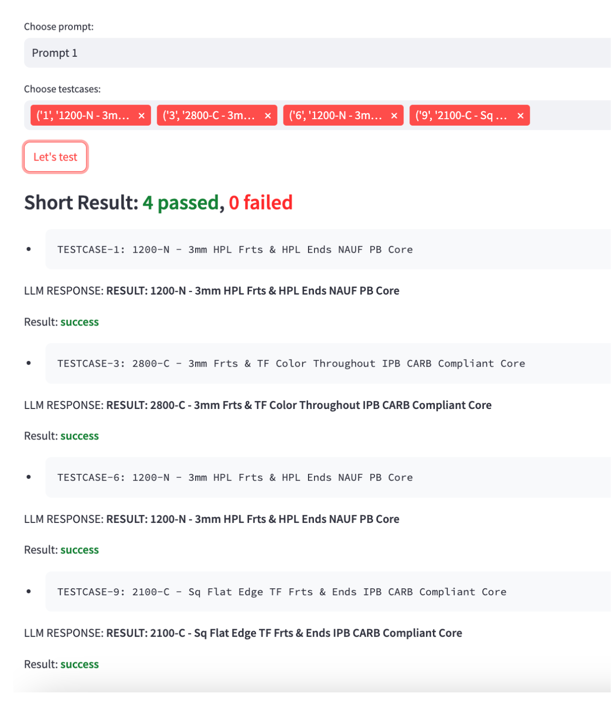 Choose prompt:
Prompt 1
Choose testcases:
('1', '1200-N - 3m... × ('3', '2800-C - 3m... × ('6', '1200-N - 3m... × ('9', '2100-C - Sq ... ×
Let's test
Short Result: 4 passed, 0 failed
• TESTCASE-1: 1200-N - 3mm HPL Frts & HPL Ends NAUF PB Core
LLM RESPONSE: RESULT: 1200-N - 3mm HPL Frts & HPL Ends NAUF PB Core
Result: success
• TESTCASE-3: 2800-C - 3mm Frts & TF Color Throughout IPB CARB Compliant Core
LLM RESPONSE: RESULT: 2800-C - 3mm Frts & TF Color Throughout IPB CARB Compliant Core
Result: success
• TESTCASE-6: 1200-N - 3mm HPL Frts & HPL Ends NAUF PB Core
LLM RESPONSE: RESULT: 1200-N - 3mm HPL Frts & HPL Ends NAUF PB Core
Result: success
• TESTCASE-9: 2100-C - Sq Flat Edge TF Frts & Ends IPB CARB Compliant Core
LLM RESPONSE: RESULT: 2100-C - Sq Flat Edge TF Frts & Ends IPB CARB Compliant Core
Result: success